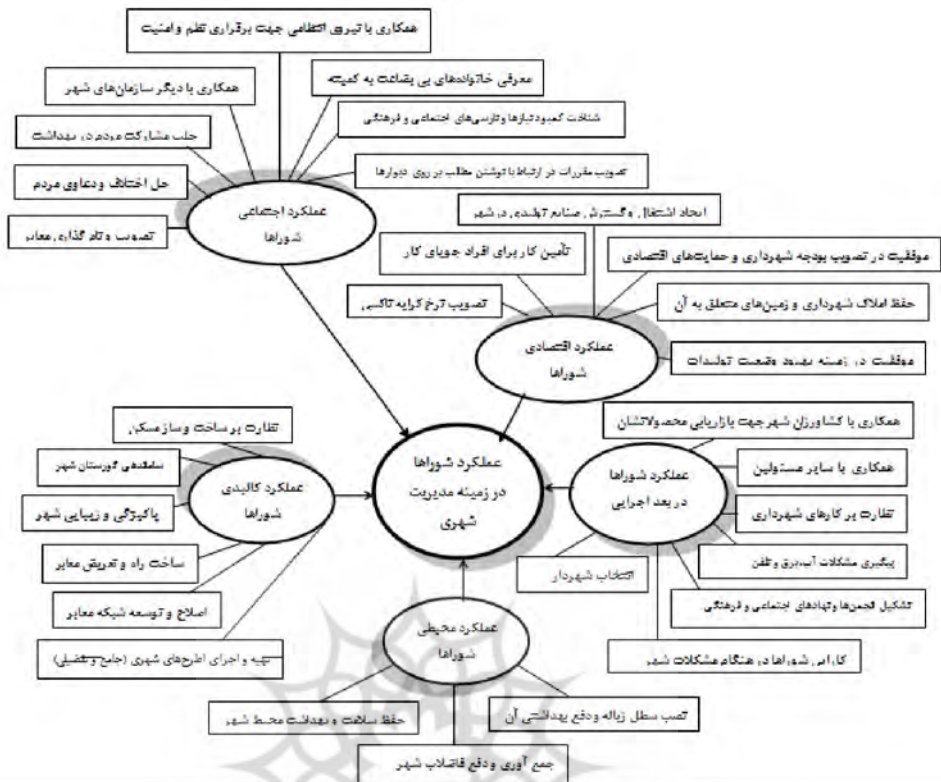 همکاری با نیروی انتظامی جهت برقراری نظم و امنیت
معرفی خانواده‌های بی بضاعت به کمیته
همکاری با دیگر سازمان‌های شهر
شناخت کمبود نیازها و نارسی‌های اجتماعی و فرهنگی
جلب مشارکت مردم در بهداشت
تصویب مقررات در ارتباط با نوشتن مطالب بر روی دیوارها
حل اختلاف و دعاوی مردم
عملکرد اجتماعی
شوراها
تصویب و نام گذاری معابر
ایجاد اشتغال و گسترش صنایع تولیدی در شهر
تأمین کار برای افراد جویای کار
موفقیت در تصویب بودجه شهرداری و حمایت‌های اقتصادی
تصویب نرخ کرایه تاکسی
حفظ املاک شهرداری و زمین‌های متعلق به آن
عملکرد اقتصادی
شوراها
موفقیت در زمینه بهبود وضعیت تولیدات
همکاری با کشاورزان شهر جهت بازاریابی محصولاتشان
همکاری با سایر مسئولین
عملکرد شوراها
در بعد اجرایی
نظارت بر کارهای شهرداری
پیگیری مشکلات آب، برق و تلفن
انتخاب شهردار
تشکیل انجمن‌ها و نهادهای اجتماعی و فرهنگی
کارایی شوراها در هنگام مشکلات شهر
عملکرد شوراها
در زمینه مدیریت
شهری
نظارت بر ساخت و ساز مسکن
ساماندهی گورستان شهر
عملکرد کالبدی
شوراها
پاکیزگی و زیبایی شهر
ساخت راه و تعریض معابر
اصلاح و توسعه شبکه معابر
تهیه و اجرای اطرح‌های شهری (جامع و تفضیلی)
عملکرد محیطی
شوراها
حفظ سلامت و بهداشت محیط شهر
نصب سطل زباله و دفع بهداشتی آن
جمع آوری و دفع فاضلاب شهر